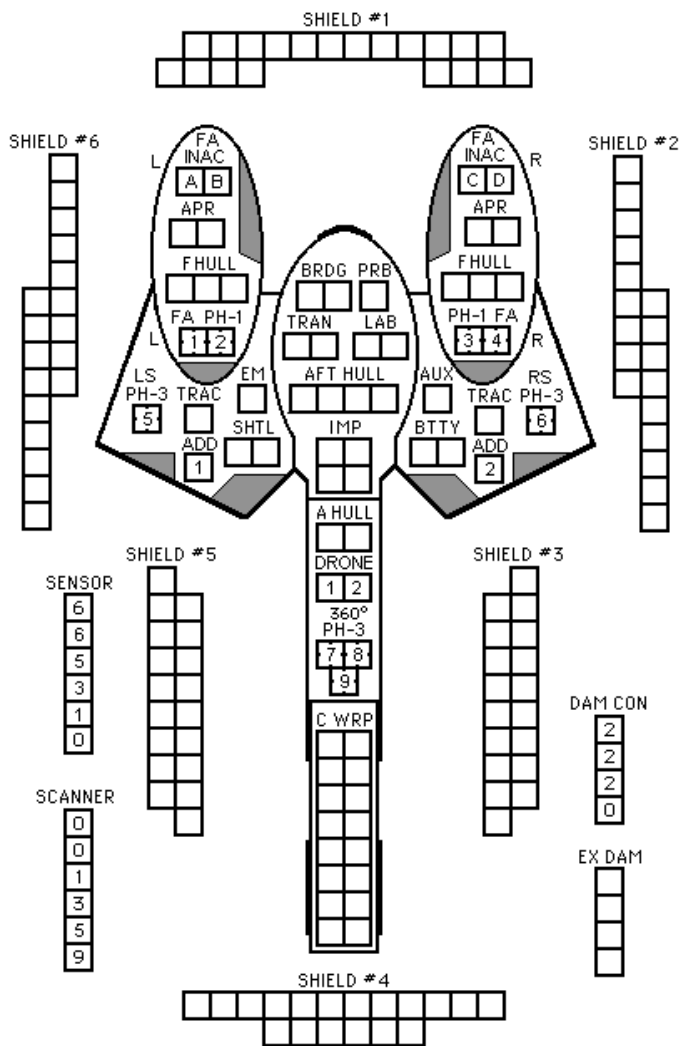 SHIELD #1
SHIELD #6
SHIELD #2
L
FA
INAC
A B
FA
INAC
C D
R
APR
APR
F HULL
F HULL
BRDG PRB
FA PH-1
L
1 2
TRAN
LAB
PH-1 FA
3 4
R
LS
PH-3
5
TRAC
EM
AFT HULL
AUX
TRAC
RS
PH-3
6
ADD
1
SHTL
IMP
BTTY
ADD
2
A HULL
DRONE
1 2
360°
PH-3
7 8
9
C WRP
SHIELD #5
SHIELD #3
SENSOR
6
6
5
3
1
0
DAM CON
2
2
2
0
SCANNER
0
0
1
3
5
9
EX DAM
SHIELD #4